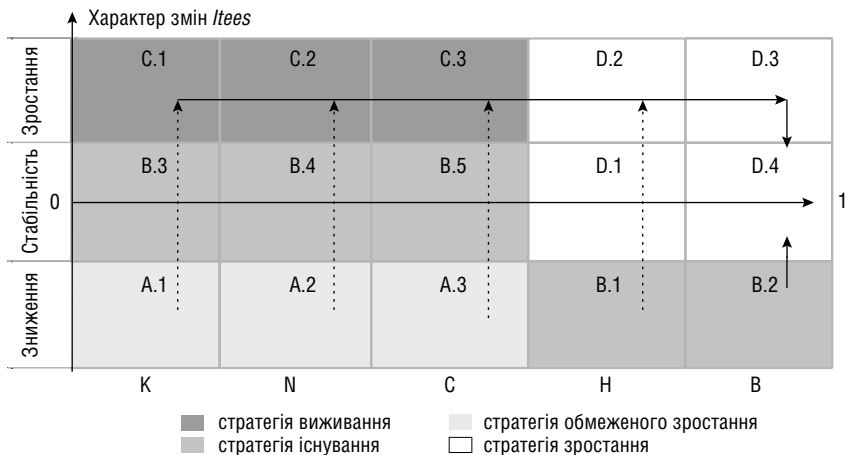 Характер змін Itees
Зростання
C.1 C.2 C.3 D.2 D.3
Стабільність
B.3 B.4 B.5 D.1 D.4
0 1
Зниження
A.1 A.2 A.3 B.1 B.2
K N C H B
стратегія виживання стратегія обмеженого зростання
стратегія існування стратегія зростання